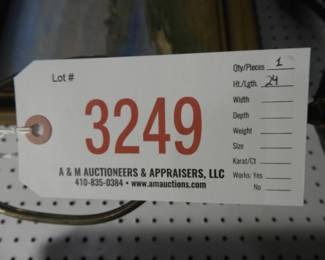 Lot #
3249
A & M AUCTIONEERS & APPRAISERS, LLC
410-835-0384 • www.amauctions.com
Qty/Pieces 1
Ht./Lgth 24
Width
Depth
Weight
Size
Karat/Ct
Works: Yes
No